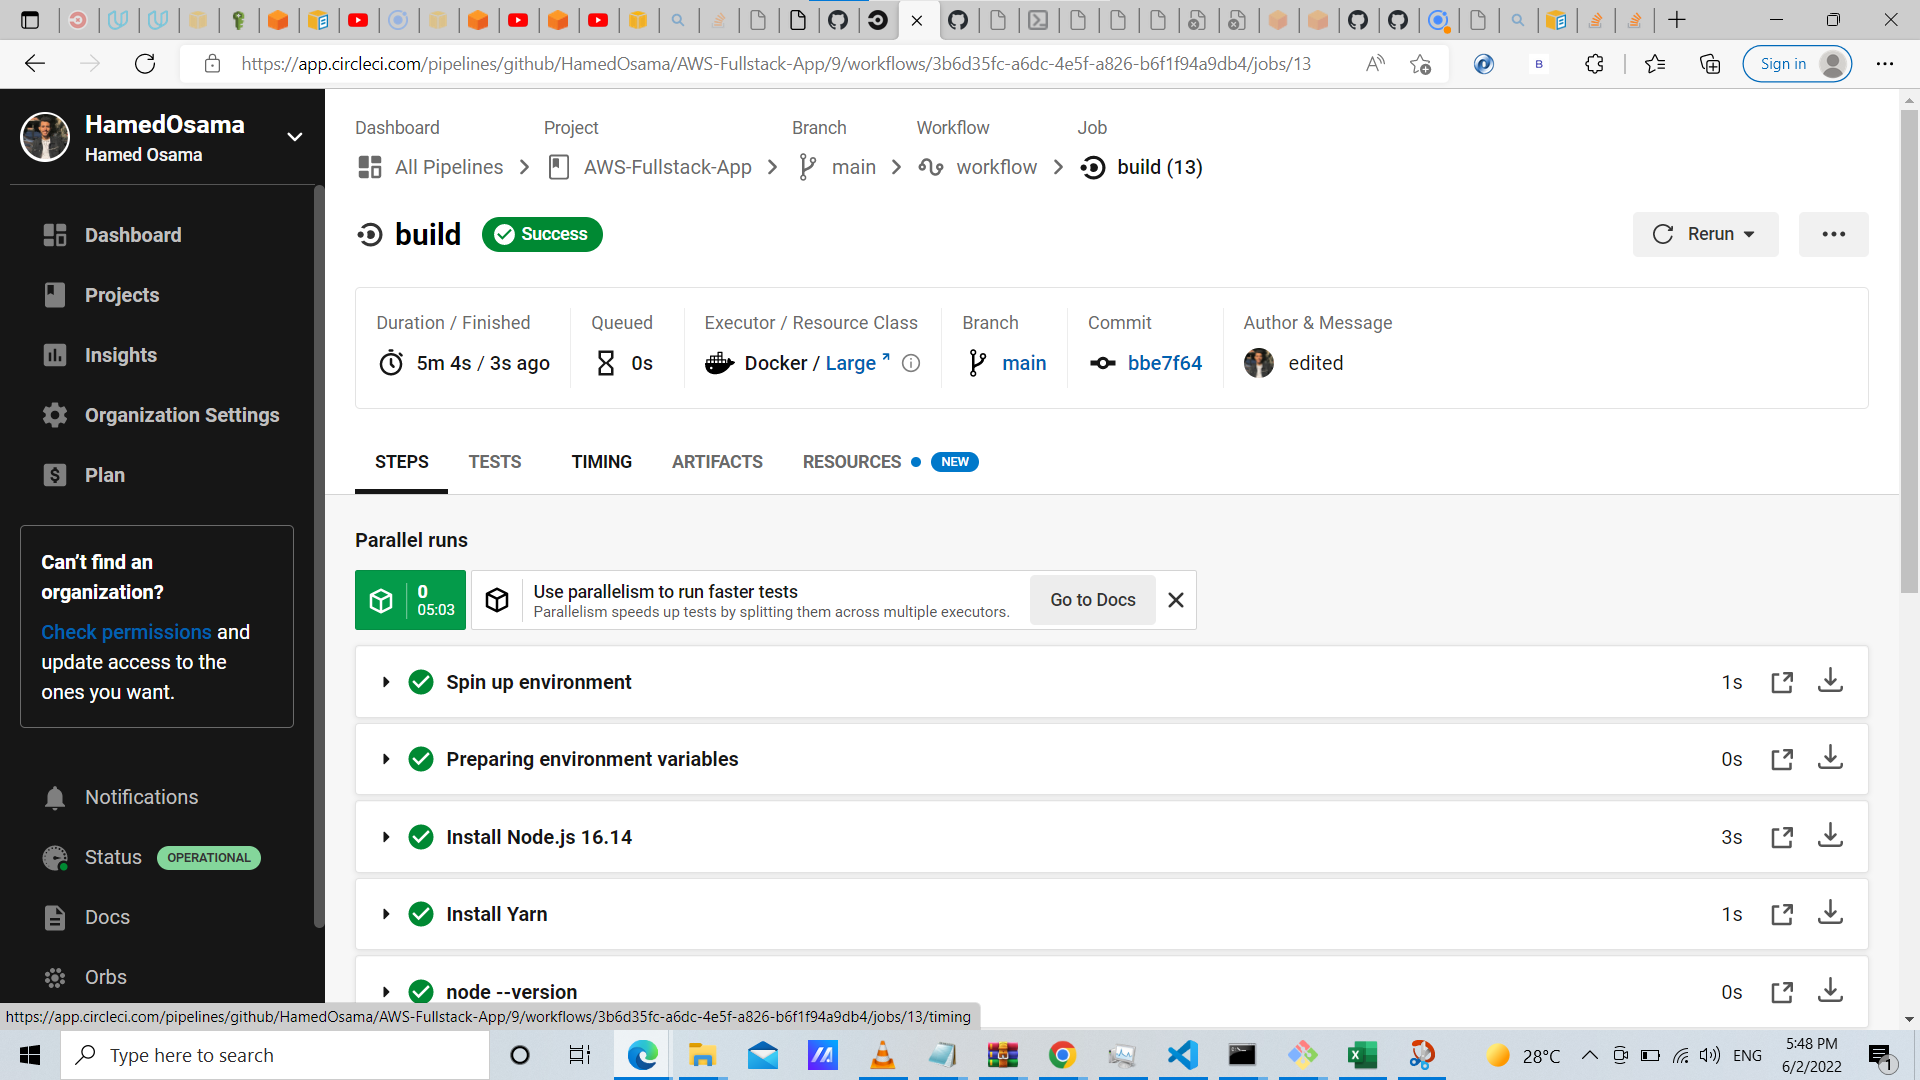 https://app.circleci.com/pipelines/github/HamedOsama/AWS-Fullstack-App/9/workflows/3b6d35fc-a6dc-4e5f-a826-b6f1f94a9db4/jobs/13
Sign in
HamedOsama
Hamed Osama
Dashboard
Projects
Insights
Organization Settings
Plan
Can't find an
organization?
Check permissions and
update access to the
ones you want.
Notifications
Status OPERATIONAL
Docs
Orbs
Dashboard Project Branch Workflow Job
All Pipelines AWS-Fullstack-App main workflow build (13)
build Success Rerun
Duration / Finished Queued Executor / Resource Class Branch Commit Author & Message
5m 4s / 3s ago 0s Docker / Large main bbe7f64 edited
STEPS TESTS TIMING ARTIFACTS RESOURCES NEW
Parallel runs
0
05:03
Use parallelism to run faster tests
Parallelism speeds up tests by splitting them across multiple executors.
Go to Docs
Spin up environment 1s
Preparing environment variables 0s
Install Node.js 16.14 3s
Install Yarn 1s
node --version 0s
https://app.circleci.com/pipelines/github/HamedOsama/AWS-Fullstack-App/9/workflows/3b6d35fc-a6dc-4e5f-a826-b6f1f94a9db4/jobs/13/timing
Type here to search
28°C ENG
5:48 PM
6/2/2022
1